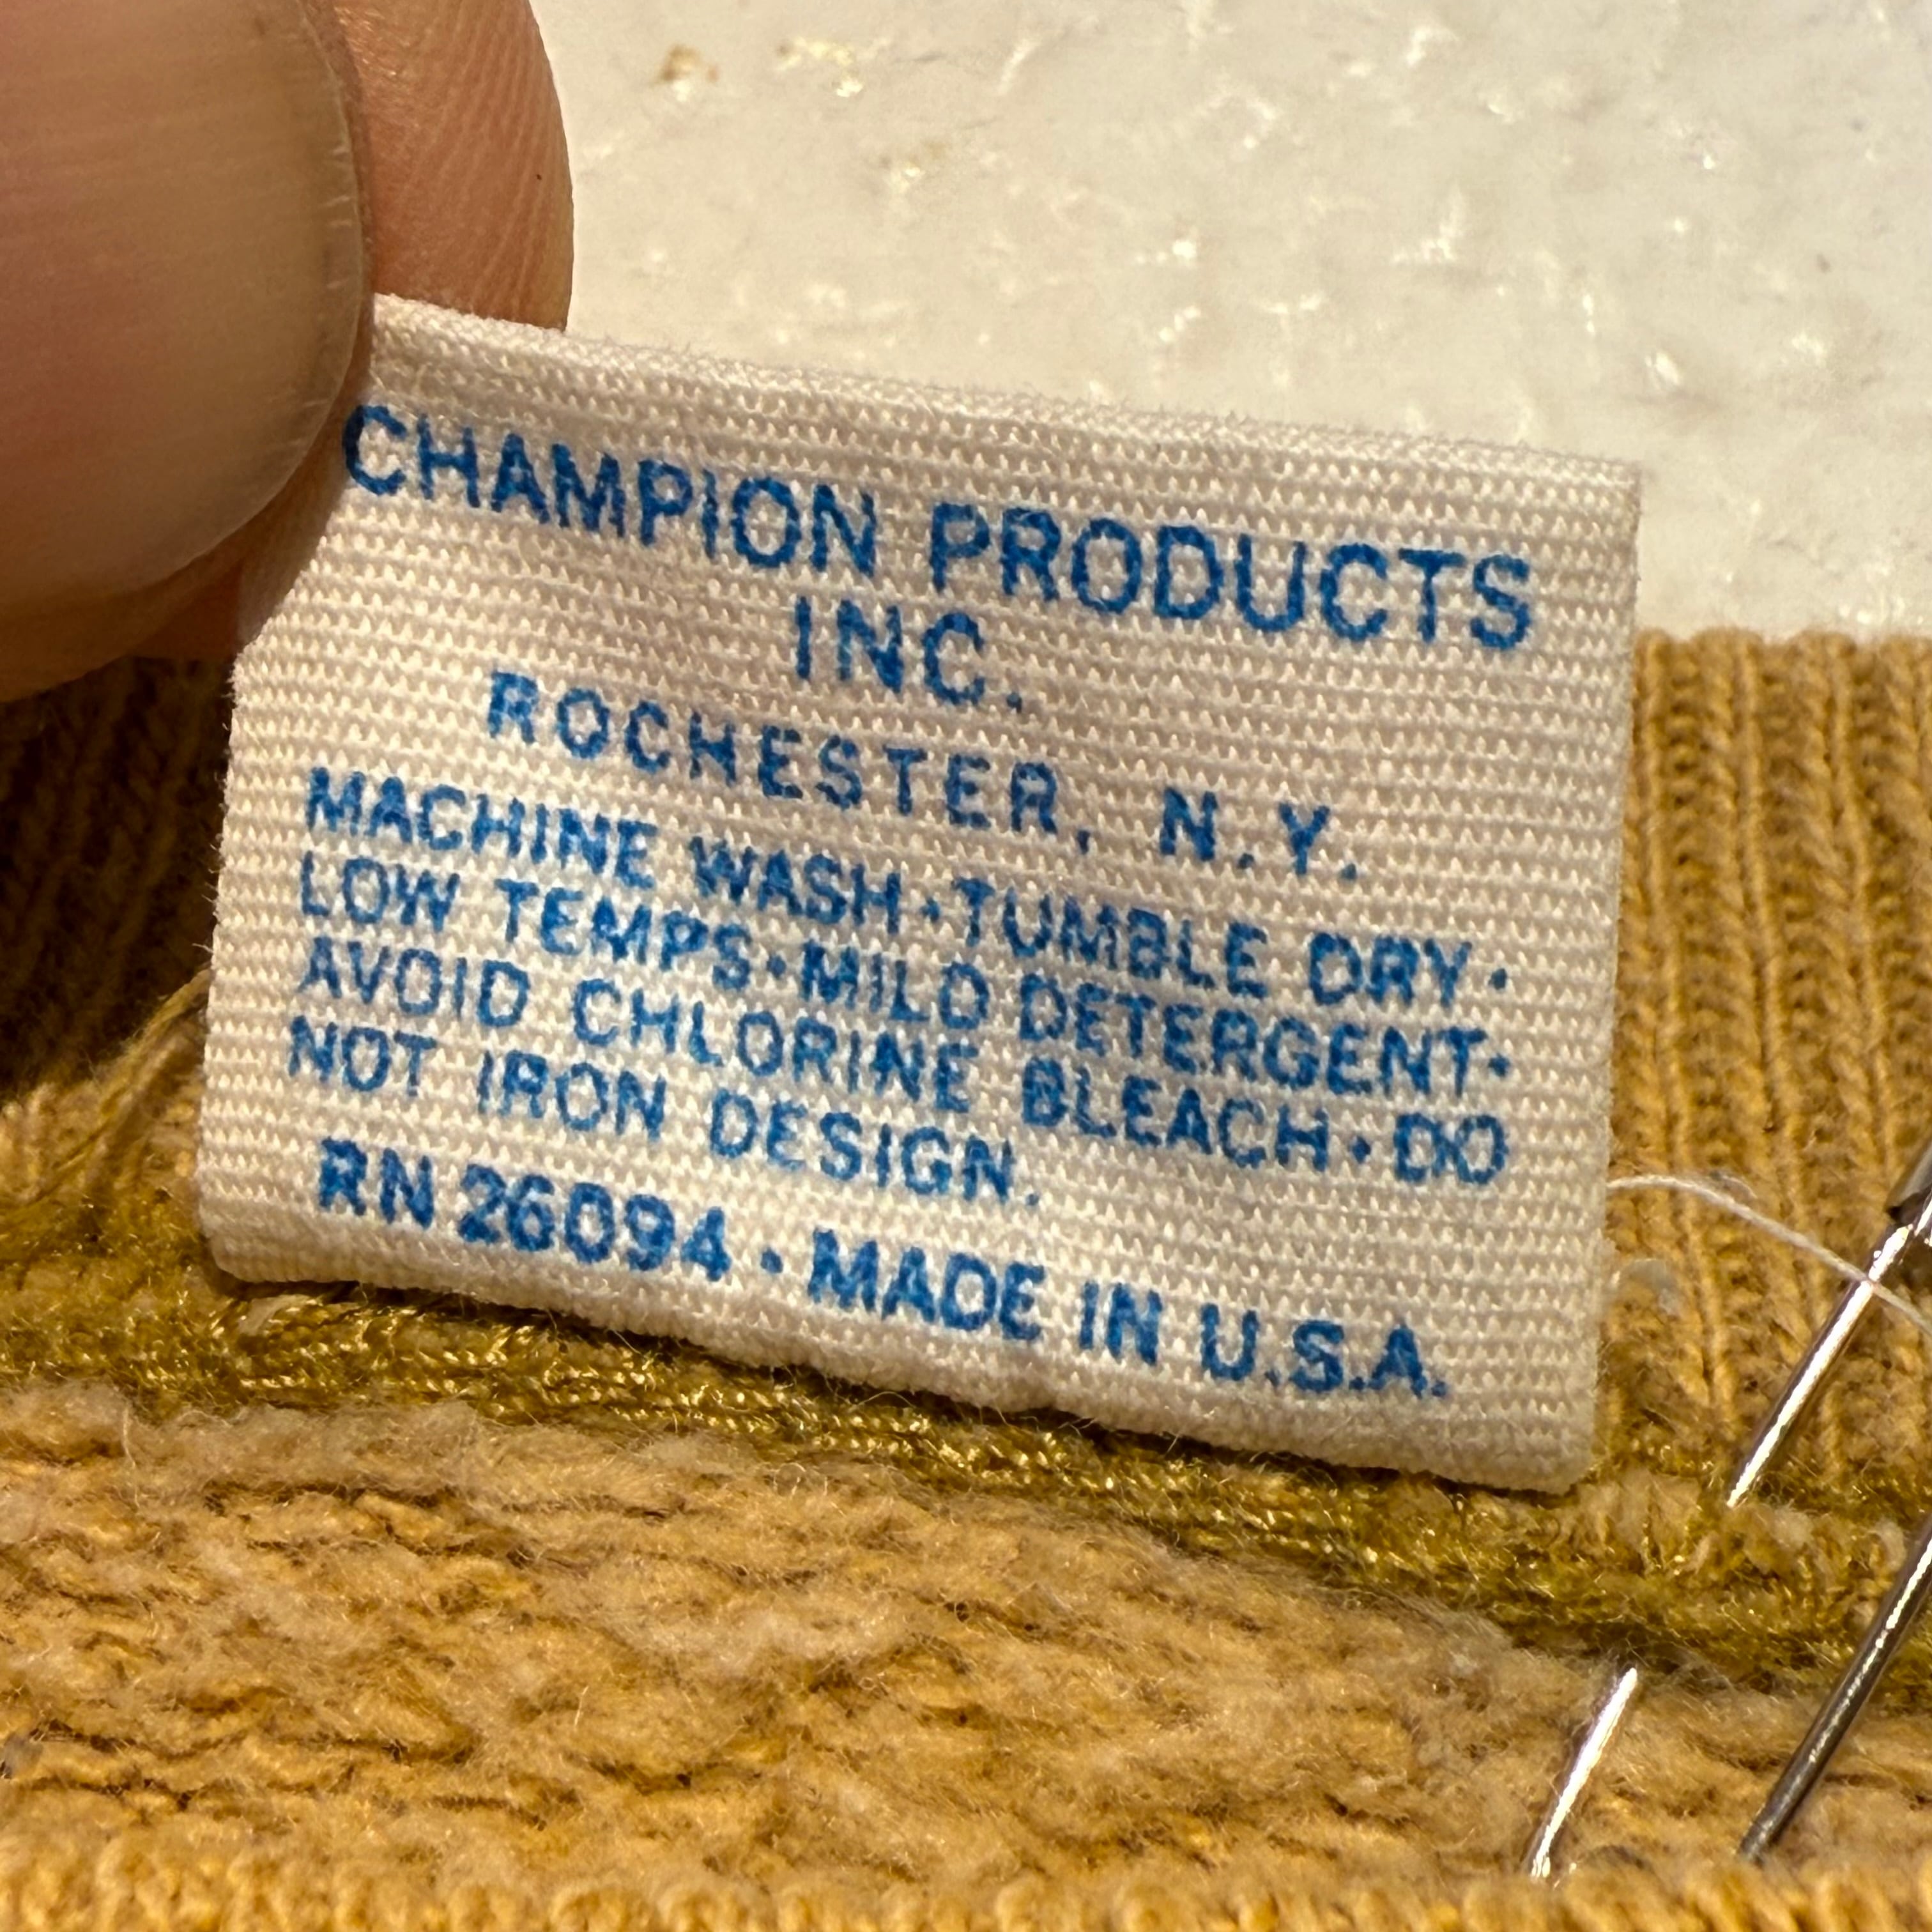 CHAMPION PRODUCTS
INC.
ROCHESTER, N.Y.
MACHINE WASH·TUMBLE DRY·
LOW TEMPS·MILD DETERGENT·
AVOID CHLORINE BLEACH·DO
NOT IRON DESIGN.
RN 26094·MADE IN U.S.A.